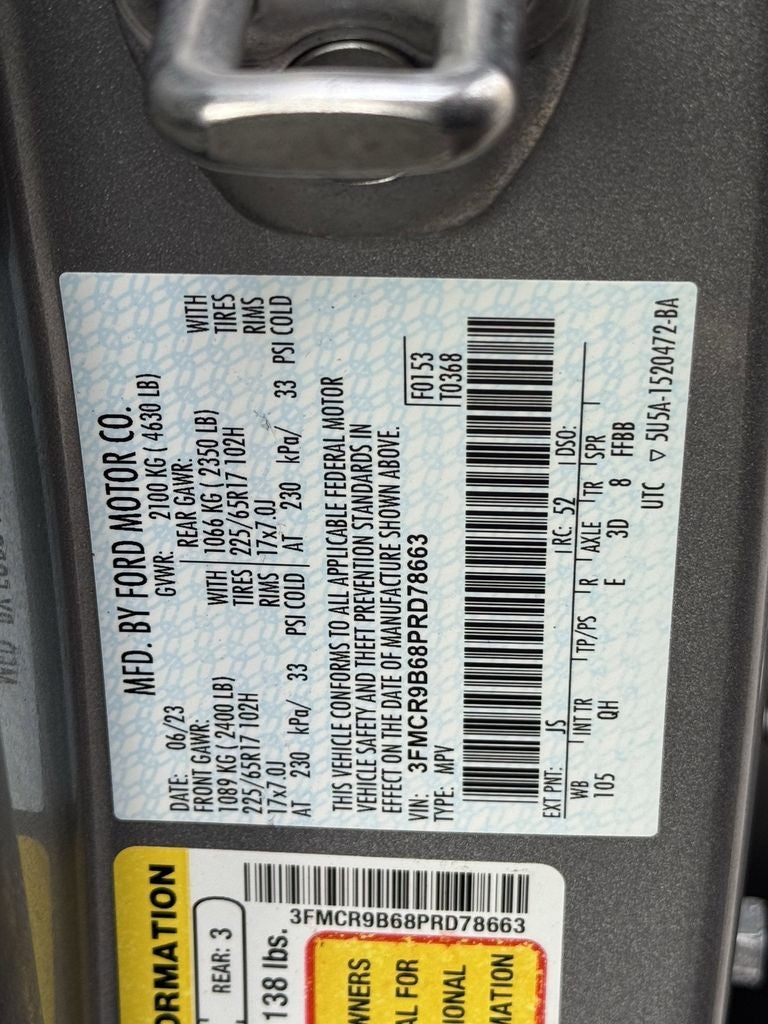 MFD. BY FORD MOTOR CO.
DATE: 06/23 GVWR: 2100 KG ( 4630 LB)
FRONT GAWR: REAR GAWR: WITH
1089 KG ( 2400 LB) WITH 1066 KG ( 2350 LB) TIRES
225/65R17 102H TIRES 225/65R17 102H RIMS
17x7.0J RIMS 17x7.0J
AT 230 kPa/ 33 PSI COLD AT 230 kPa/ 33 PSI COLD
THIS VEHICLE CONFORMS TO ALL APPLICABLE FEDERAL MOTOR
VEHICLE SAFETY AND THEFT PREVENTION STANDARDS IN
EFFECT ON THE DATE OF MANUFACTURE SHOWN ABOVE.
VIN: 3FMCR9B68PRD78663 F0153
TYPE: MPV T0368
EXT PNT: JS RC: 52 DSO:
WB INT TR TP/PS R AXLE TR SPR
105 QH E 3D 8 FFBB
UTC ▽ 5U5A-1520472-BA
ORMATION
REAR: 3
138 lbs.
3FMCR9B68PRD78663
WNERS
AL FOR
IONAL
MATION